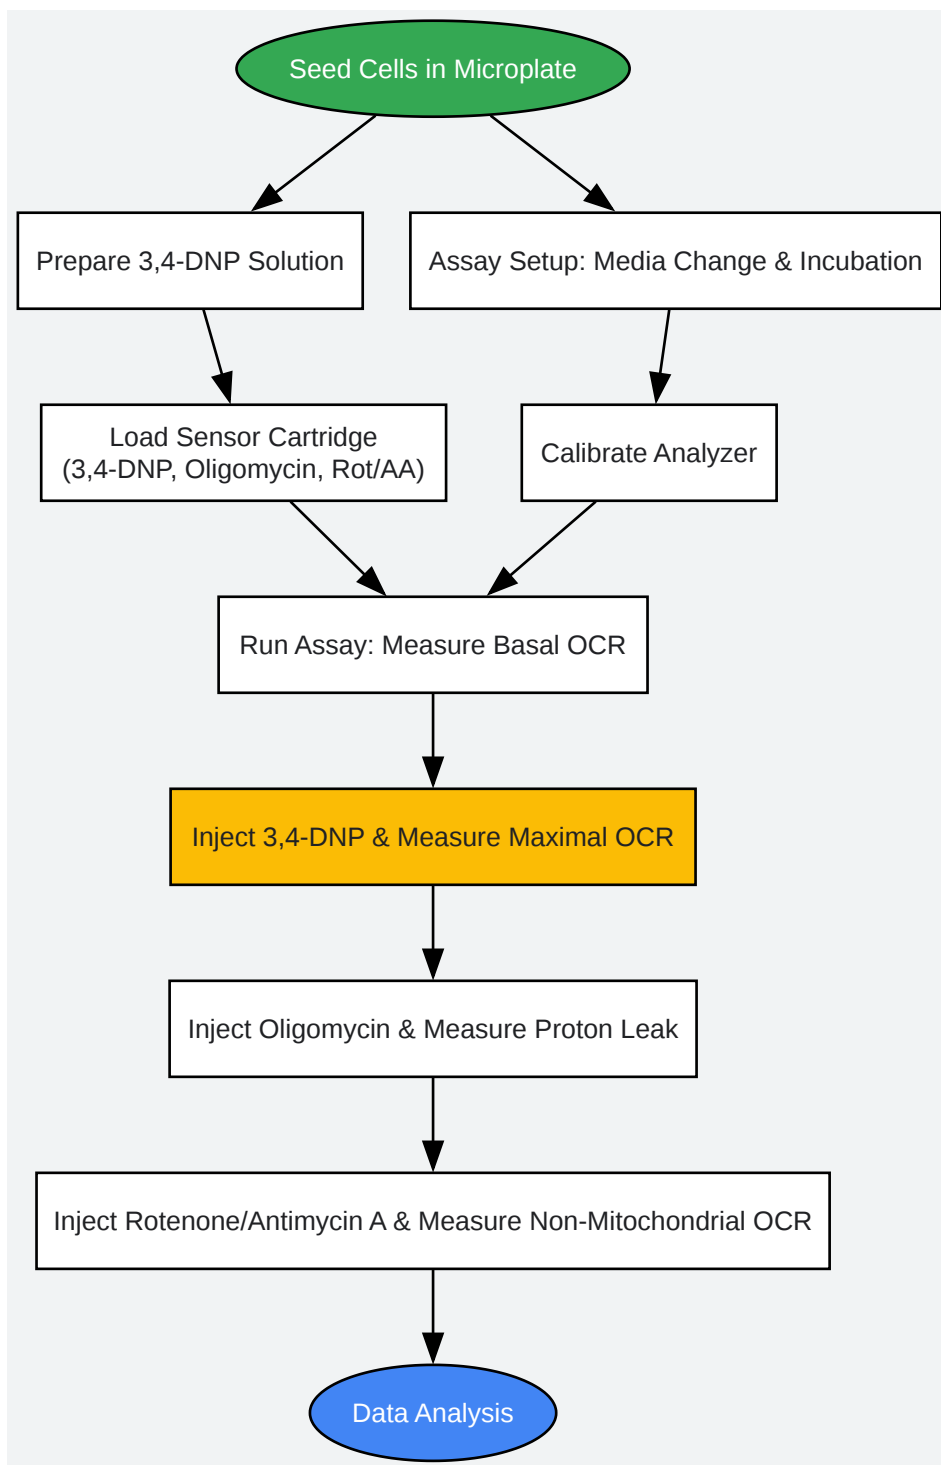 Seed Cells in Microplate
Prepare 3,4-DNP Solution
Assay Setup: Media Change & Incubation
Load Sensor Cartridge
(3,4-DNP, Oligomycin, Rot/AA)
Calibrate Analyzer
Run Assay: Measure Basal OCR
Inject 3,4-DNP & Measure Maximal OCR
Inject Oligomycin & Measure Proton Leak
Inject Rotenone/Antimycin A & Measure Non-Mitochondrial OCR
Data Analysis